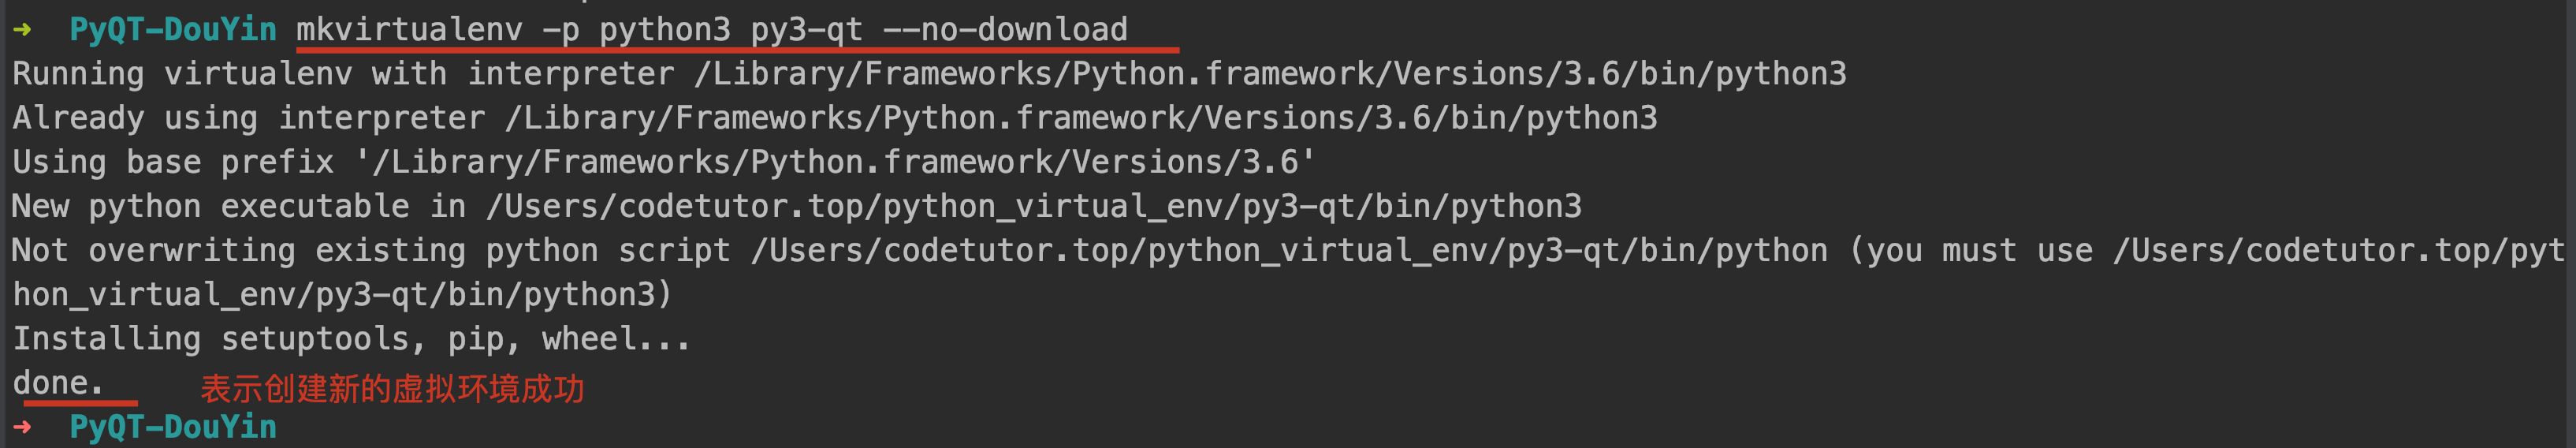 ➜ PyQT-DouYin mkvirtualenv -p python3 py3-qt --no-download
Running virtualenv with interpreter /Library/Frameworks/Python.framework/Versions/3.6/bin/python3
Already using interpreter /Library/Frameworks/Python.framework/Versions/3.6/bin/python3
Using base prefix '/Library/Frameworks/Python.framework/Versions/3.6'
New python executable in /Users/codetutor.top/python_virtual_env/py3-qt/bin/python3
Not overwriting existing python script /Users/codetutor.top/python_virtual_env/py3-qt/bin/python (you must use /Users/codetutor.top/pyt
hon_virtual_env/py3-qt/bin/python3)
Installing setuptools, pip, wheel...
done. 表示创建新的虚拟环境成功
➜ PyQT-DouYin